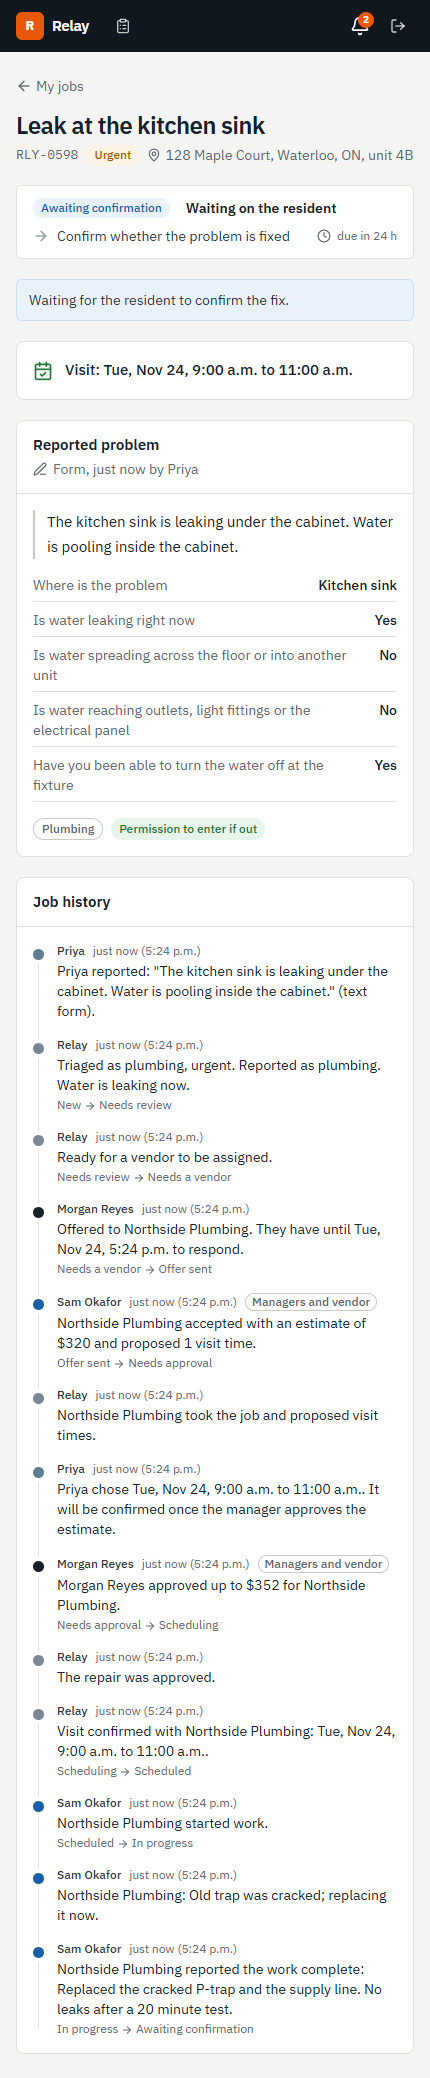 R Relay
2
My jobs
Leak at the kitchen sink
RLY-0598 Urgent 128 Maple Court, Waterloo, ON, unit 4B
Awaiting confirmation Waiting on the resident
Confirm whether the problem is fixed due in 24 h
Waiting for the resident to confirm the fix.
Visit: Tue, Nov 24, 9:00 a.m. to 11:00 a.m.
Reported problem
Form, just now by Priya
The kitchen sink is leaking under the cabinet. Water
is pooling inside the cabinet.
Where is the problem Kitchen sink
Is water leaking right now Yes
Is water spreading across the floor or into another No
unit
Is water reaching outlets, light fittings or the No
electrical panel
Have you been able to turn the water off at the Yes
fixture
Plumbing Permission to enter if out
Job history
Priya just now (5:24 p.m.)
Priya reported: "The kitchen sink is leaking under the
cabinet. Water is pooling inside the cabinet." (text
form).
Relay just now (5:24 p.m.)
Triaged as plumbing, urgent. Reported as plumbing.
Water is leaking now.
New → Needs review
Relay just now (5:24 p.m.)
Ready for a vendor to be assigned.
Needs review → Needs a vendor
Morgan Reyes just now (5:24 p.m.)
Offered to Northside Plumbing. They have until Tue,
Nov 24, 5:24 p.m. to respond.
Needs a vendor → Offer sent
Sam Okafor just now (5:24 p.m.) Managers and vendor
Northside Plumbing accepted with an estimate of
$320 and proposed 1 visit time.
Offer sent → Needs approval
Relay just now (5:24 p.m.)
Northside Plumbing took the job and proposed visit
times.
Priya just now (5:24 p.m.)
Priya chose Tue, Nov 24, 9:00 a.m. to 11:00 a.m.. It
will be confirmed once the manager approves the
estimate.
Morgan Reyes just now (5:24 p.m.) Managers and vendor
Morgan Reyes approved up to $352 for Northside
Plumbing.
Needs approval → Scheduling
Relay just now (5:24 p.m.)
The repair was approved.
Relay just now (5:24 p.m.)
Visit confirmed with Northside Plumbing: Tue, Nov 24,
9:00 a.m. to 11:00 a.m..
Scheduling → Scheduled
Sam Okafor just now (5:24 p.m.)
Northside Plumbing started work.
Scheduled → In progress
Sam Okafor just now (5:24 p.m.)
Northside Plumbing: Old trap was cracked; replacing
it now.
Sam Okafor just now (5:24 p.m.)
Northside Plumbing reported the work complete:
Replaced the cracked P-trap and the supply line. No
leaks after a 20 minute test.
In progress → Awaiting confirmation